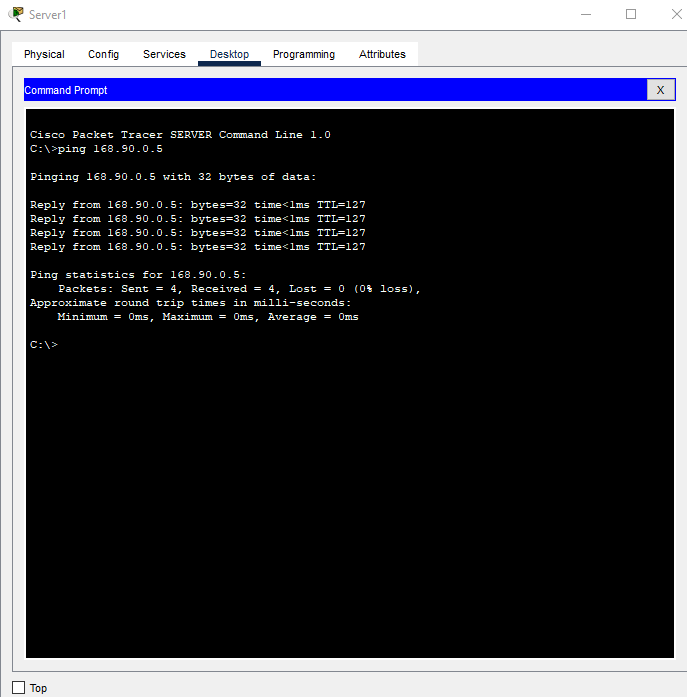 Server1
Physical Config Services Desktop Programming Attributes
Command Prompt X
Cisco Packet Tracer SERVER Command Line 1.0
C:\>ping 168.90.0.5
Pinging 168.90.0.5 with 32 bytes of data:
Reply from 168.90.0.5: bytes=32 time<1ms TTL=127
Reply from 168.90.0.5: bytes=32 time<1ms TTL=127
Reply from 168.90.0.5: bytes=32 time<1ms TTL=127
Reply from 168.90.0.5: bytes=32 time<1ms TTL=127
Ping statistics for 168.90.0.5:
    Packets: Sent = 4, Received = 4, Lost = 0 (0% loss),
Approximate round trip times in milli-seconds:
    Minimum = 0ms, Maximum = 0ms, Average = 0ms
C:\>
Top